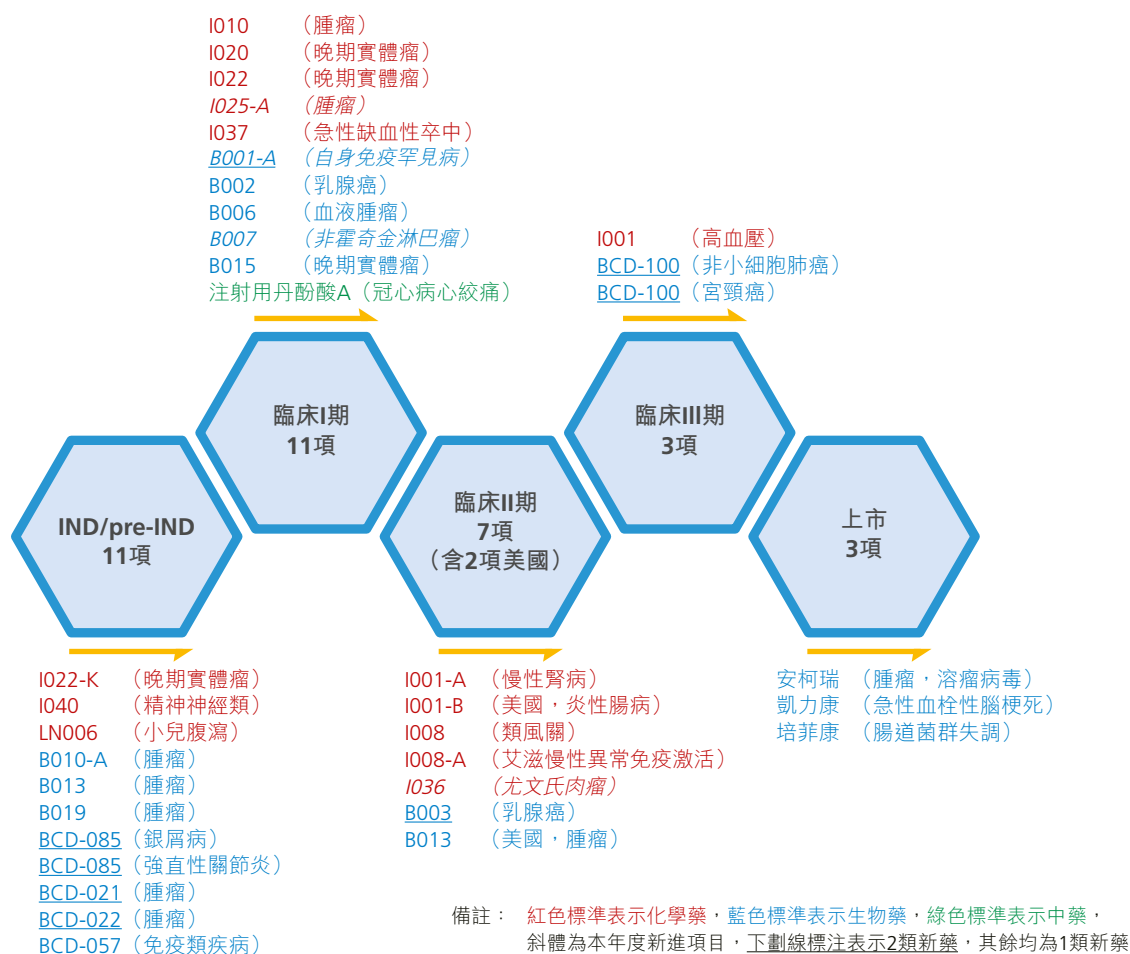 I010 （腫瘤）
I020 （晚期實體瘤）
I022 （晚期實體瘤）
I025-A （腫瘤）
I037 （急性缺血性卒中）
B001-A （自身免疫罕見病）
B002 （乳腺癌）
B006 （血液腫瘤）
B007 （非霍奇金淋巴瘤）
B015 （晚期實體瘤）
注射用丹酚酸A（冠心病心絞痛）
I001 （高血壓）
BCD-100（非小細胞肺癌）
BCD-100（宮頸癌）
臨床I期
11項
臨床III期
3項
IND/pre-IND
11項
臨床II期
7項
（含2項美國）
上市
3項
I022-K （晚期實體瘤）
I040 （精神神經類）
LN006 （小兒腹瀉）
B010-A （腫瘤）
B013 （腫瘤）
B019 （腫瘤）
BCD-085（銀屑病）
BCD-085（強直性關節炎）
BCD-021（腫瘤）
BCD-022（腫瘤）
BCD-057（免疫類疾病）
I001-A （慢性腎病）
I001-B （美國，炎性腸病）
I008 （類風關）
I008-A （艾滋慢性異常免疫激活）
I036 （尤文氏肉瘤）
B003 （乳腺癌）
B013 （美國，腫瘤）
安柯瑞 （腫瘤，溶瘤病毒）
凱力康 （急性血栓性腦梗死）
培菲康 （腸道菌群失調）
備註： 紅色標準表示化學藥，藍色標準表示生物藥，綠色標準表示中藥，
斜體為本年度新進項目，下劃線標注表示2類新藥，其餘均為1類新藥